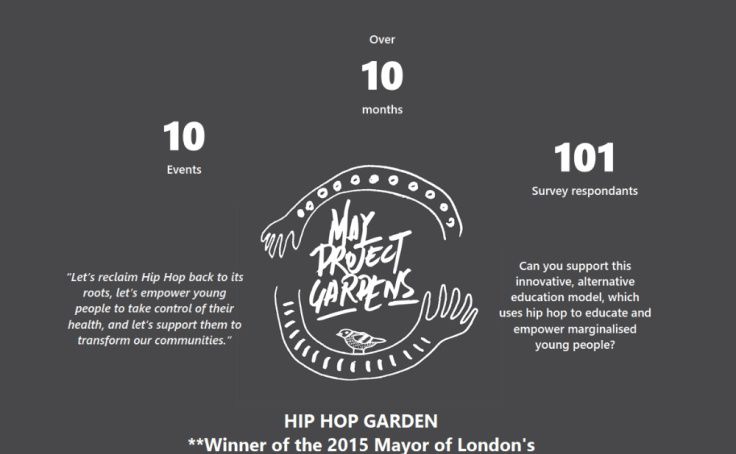 Over
10
months
10
Events
101
Survey respondants
MAY
PROJECT
GARDENS
"Let's reclaim Hip Hop back to its
roots, let's empower young
people to take control of their
health, and let's support them to
transform our communities."
Can you support this
innovative, alternative
education model, which
uses hip hop to educate and
empower marginalised
young people?
HIP HOP GARDEN
**Winner of the 2015 Mayor of London's